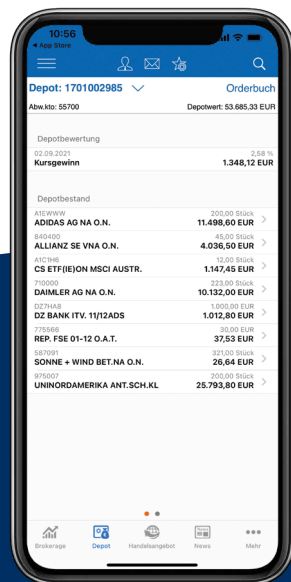 10:56
App Store
Depot: 1701002985 Orderbuch
Abw.kto: 55700 Depotwert: 53.685,33 EUR
Depotbewertung
02.09.2021 2,58 %
Kursgewinn 1.348,12 EUR
Depotbestand
A1EWWW 200,00 Stück
ADIDAS AG NA O.N. 11.498,60 EUR
840400 45,00 Stück
ALLIANZ SE VNA O.N. 4.036,50 EUR
A1C1H6 12,00 Stück
CS ETF(IE)ON MSCI AUSTR. 1.147,45 EUR
710000 223,00 Stück
DAIMLER AG NA O.N. 10.132,00 EUR
DZ7HAB 1.000,00 EUR
DZ BANK ITV. 11/12ADS 1.012,80 EUR
775566 30,00 EUR
REP. FSE 01-12 O.A.T. 37,53 EUR
587091 321,00 Stück
SONNE + WIND BET.NA O.N. 26,64 EUR
975007 200,00 Stück
UNINORDAMERIKA ANT.SCH.KL 25.793,80 EUR
Brokerage Depot Handelsangebot News Mehr